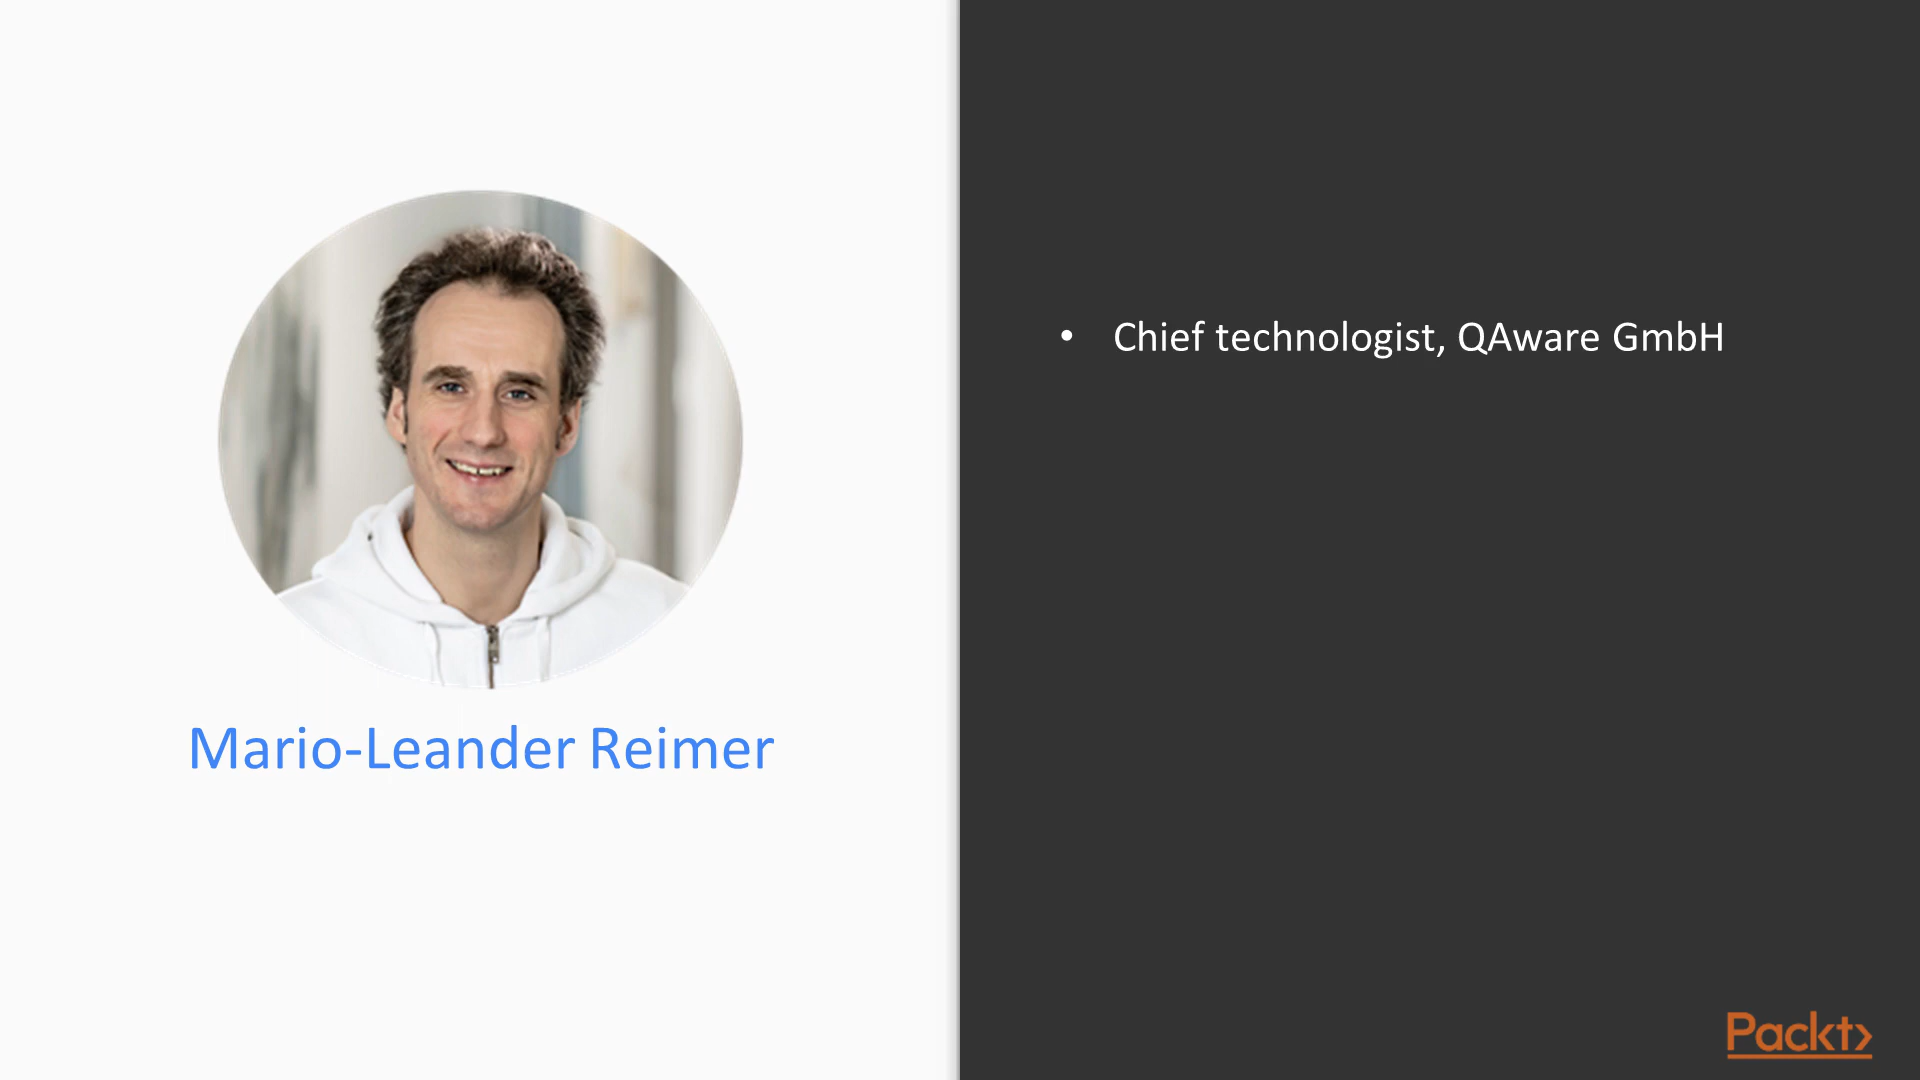 Mario-Leander Reimer
• Chief technologist, QAware GmbH
Packt>